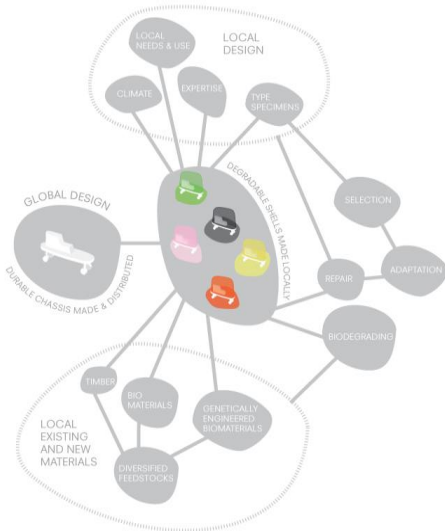 LOCAL
NEEDS & USE
LOCAL
DESIGN
CLIMATE
EXPERTISE
TYPE
SPECIMENS
DEGRADABLE SHELLS MADE LOCALLY
SELECTION
GLOBAL DESIGN
DURABLE CHASSIS MADE & DISTRIBUTED
REPAIR
ADAPTATION
BIODEGRADING
TIMBER
BIO
MATERIALS
GENETICALLY
ENGINEERED
BIOMATERIALS
LOCAL
EXISTING
AND NEW
MATERIALS
DIVERSIFIED
FEEDSTOCKS